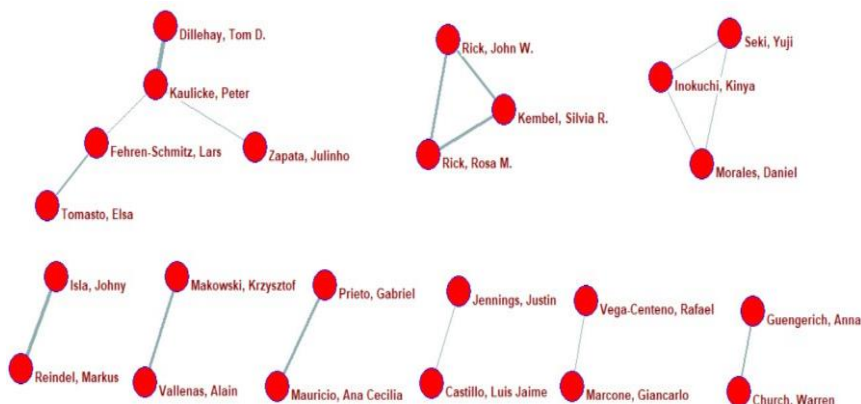 Dillehay, Tom D.
Kaulicke, Peter
Fehren-Schmitz, Lars
Zapata, Julinho
Tomasto, Elsa
Rick, John W.
Kembel, Silvia R.
Rick, Rosa M.
Seki, Yuji
Inokuchi, Kinya
Morales, Daniel
Isla, Johny
Reindel, Markus
Makowski, Krzysztof
Vallenas, Alain
Prieto, Gabriel
Mauricio, Ana Cecilia
Jennings, Justin
Castillo, Luis Jaime
Vega-Centeno, Rafael
Marcone, Giancarlo
Guengerich, Anna
Church, Warren